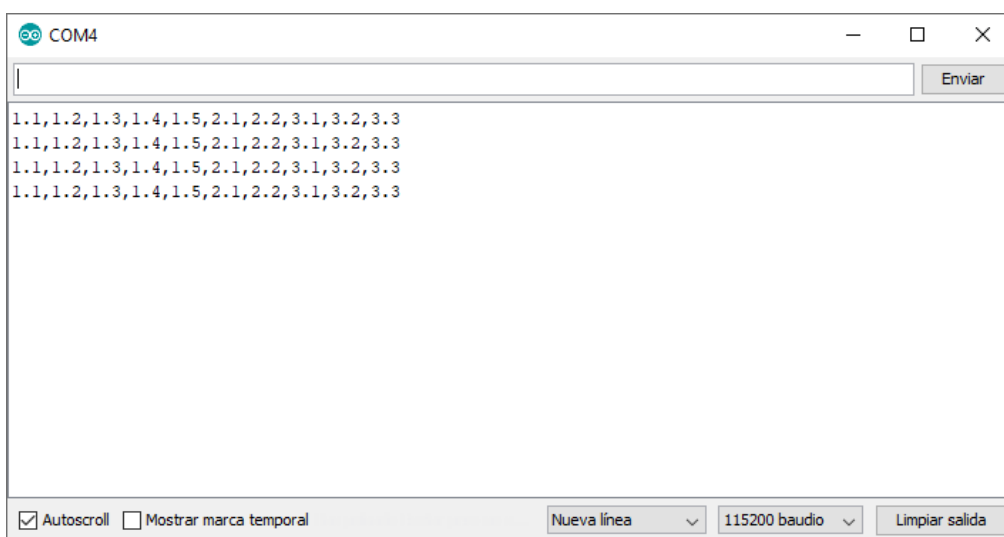 COM4
Enviar
1.1,1.2,1.3,1.4,1.5,2.1,2.2,3.1,3.2,3.3
1.1,1.2,1.3,1.4,1.5,2.1,2.2,3.1,3.2,3.3
1.1,1.2,1.3,1.4,1.5,2.1,2.2,3.1,3.2,3.3
1.1,1.2,1.3,1.4,1.5,2.1,2.2,3.1,3.2,3.3
Autoscroll Mostrar marca temporal Nueva línea 115200 baudio Limpiar salida